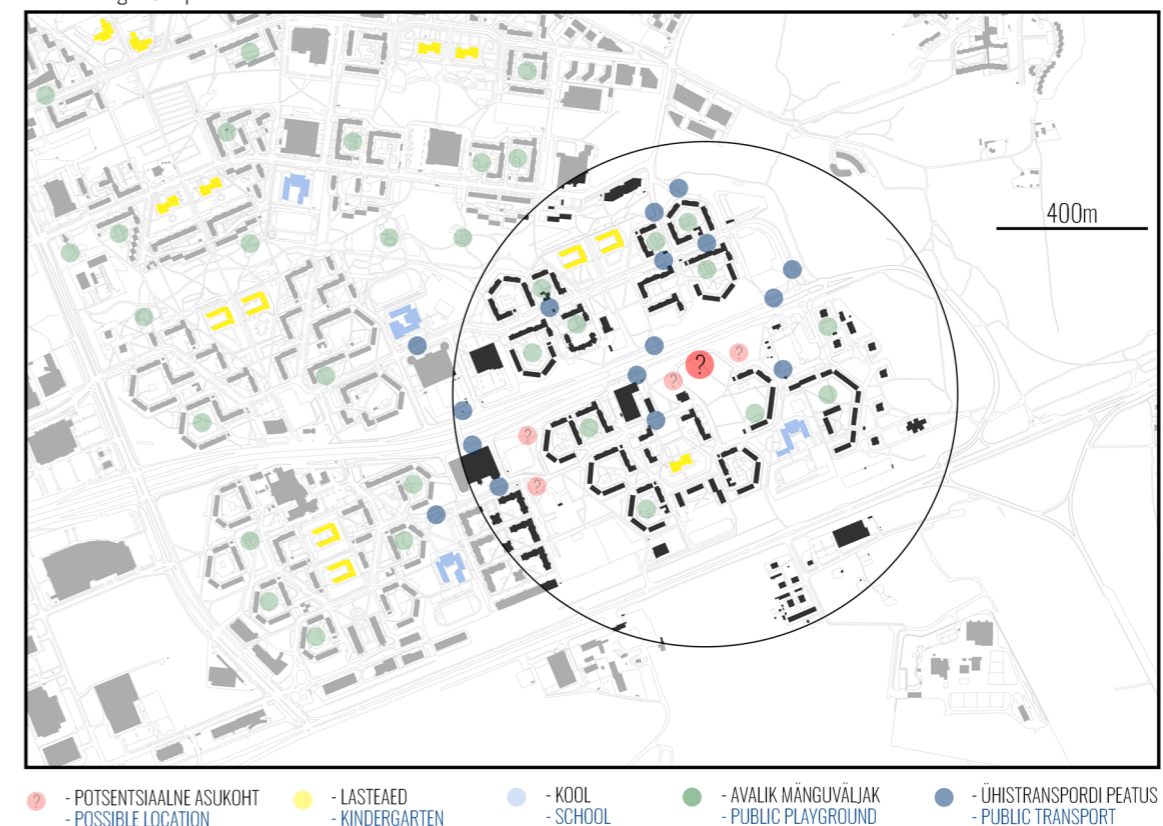 400m
?
?
?
?
?
? - POTSENTSIAALNE ASUKOHT
- POSSIBLE LOCATION
- LASTEAED
- KINDERGARTEN
- KOOL
- SCHOOL
- AVALIK MÄNGUVÄLJAK
- PUBLIC PLAYGROUND
- ÜHISTRANSPORDI PEATUS
- PUBLIC TRANSPORT